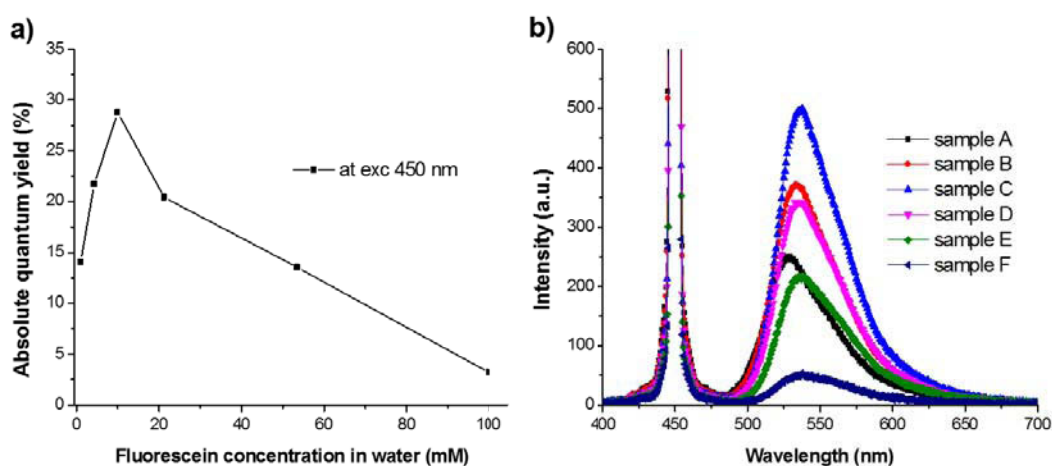 a)
35
30
25
20
15
10
5
0
0 20 40 60 80 100
Absolute quantum yield (%)
Fluorescein concentration in water (mM)
at exc 450 nm
b)
600
500
400
300
200
100
0
400 450 500 550 600 650 700
Intensity (a.u.)
Wavelength (nm)
sample A
sample B
sample C
sample D
sample E
sample F